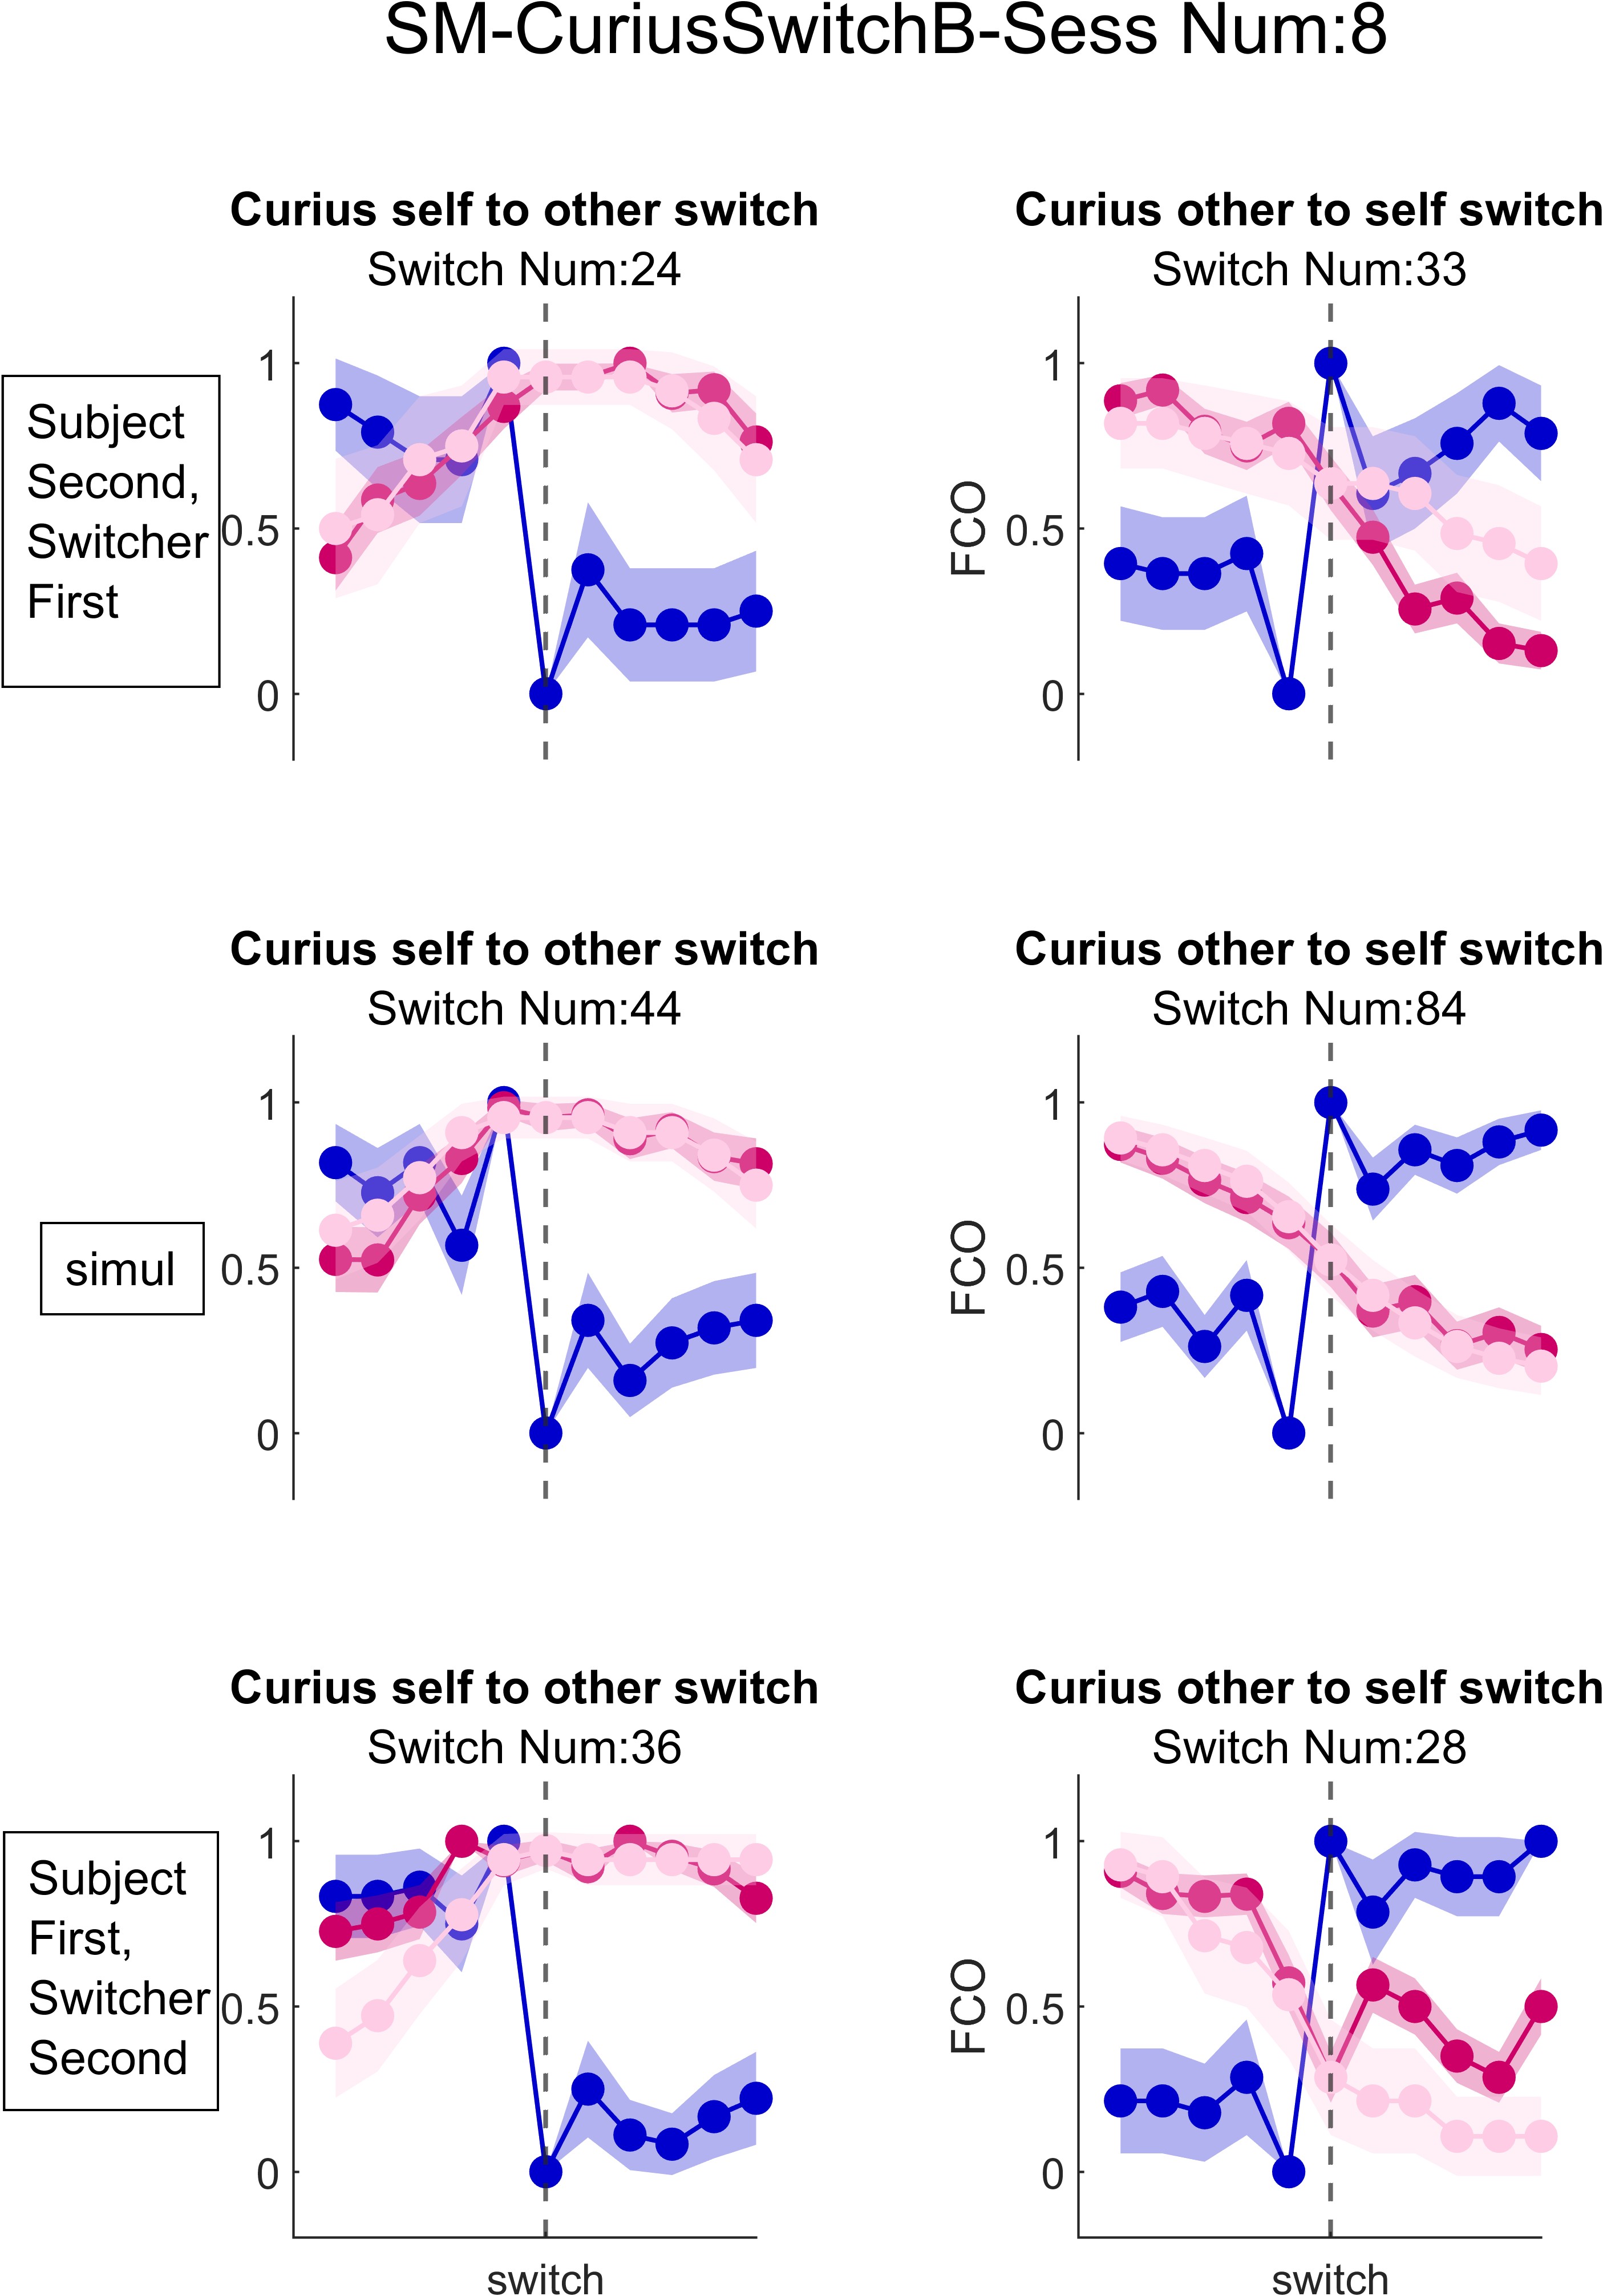 SM-CuriusSwitchB-Sess Num:8
Curius self to other switch
Switch Num:24
Curius other to self switch
Switch Num:33
Subject
Second,
Switcher
First
1
0.5
0
FCO
1
0.5
0
Curius self to other switch
Switch Num:44
Curius other to self switch
Switch Num:84
simul
1
0.5
0
FCO
1
0.5
0
Curius self to other switch
Switch Num:36
Curius other to self switch
Switch Num:28
Subject
First,
Switcher
Second
1
0.5
0
switch
FCO
1
0.5
0
switch